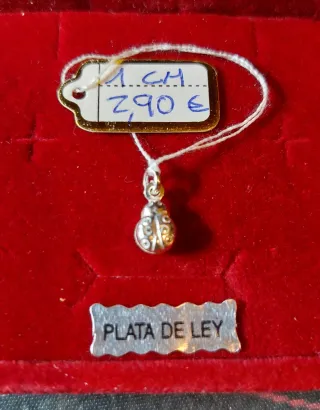 1 CM
2,90 €
PLATA DE LEY